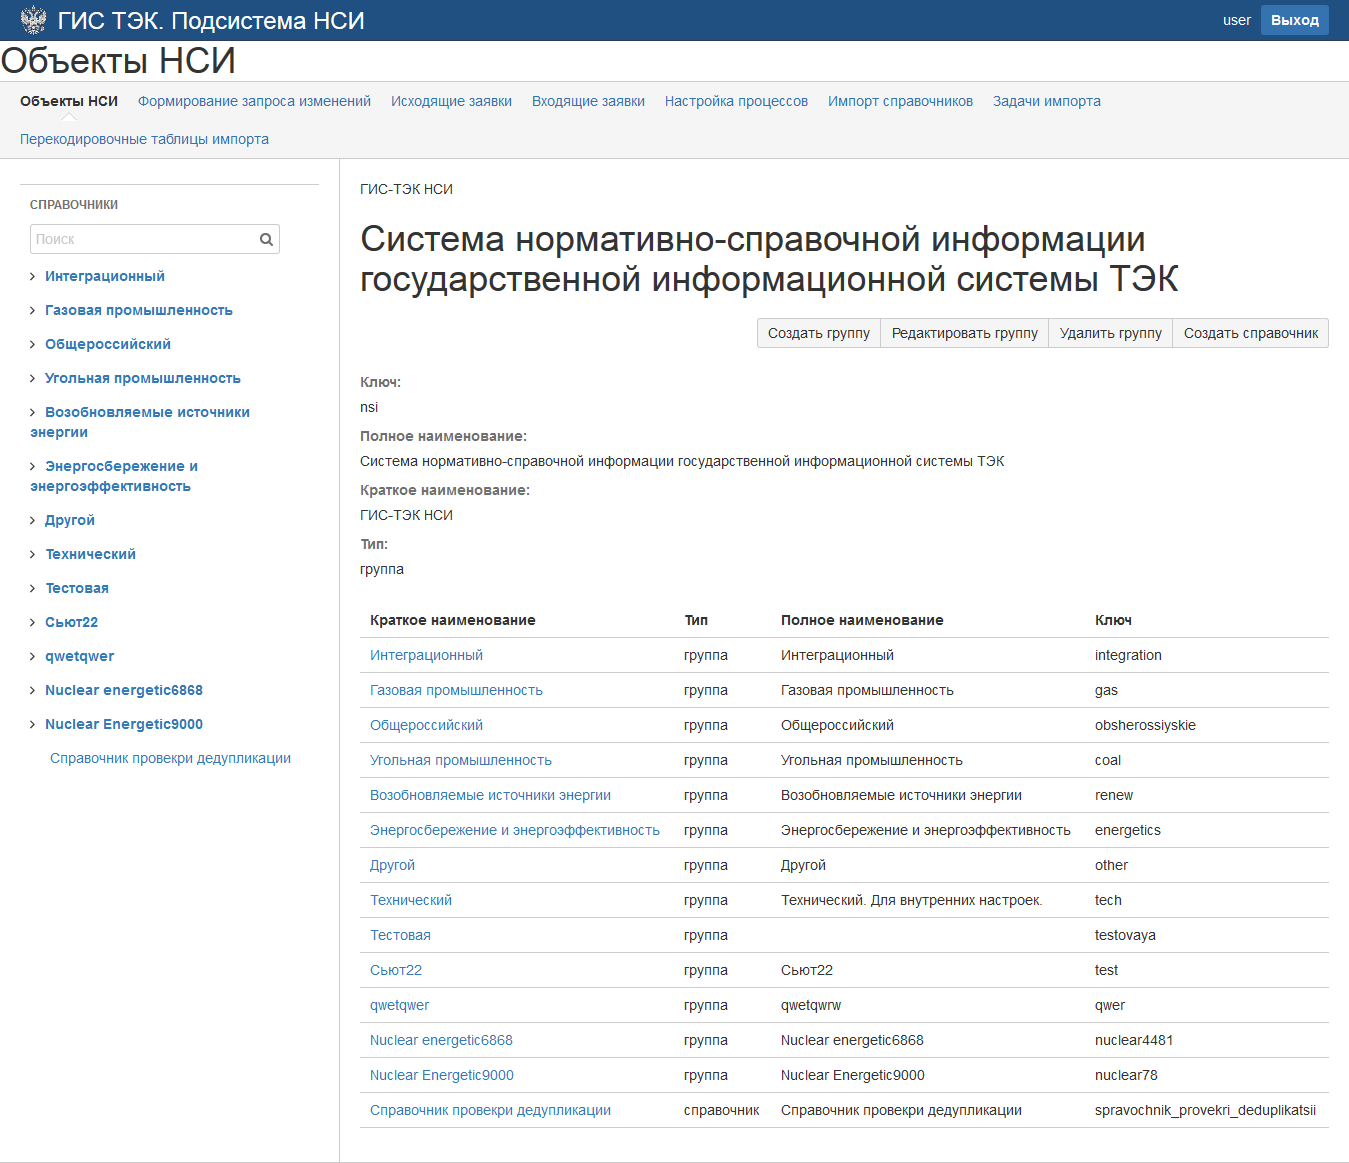 ГИС ТЭК. Подсистема НСИ
user
Выход
Объекты НСИ
Объекты НСИ Формирование запроса изменений Исходящие заявки Входящие заявки Настройка процессов Импорт справочников Задачи импорта
Перекодировочные таблицы импорта
СПРАВОЧНИКИ
Поиск
Интеграционный
Газовая промышленность
Общероссийский
Угольная промышленность
Возобновляемые источники
энергии
Энергосбережение и
энергоэффективность
Другой
Технический
Тестовая
Сьют22
qwetqwer
Nuclear energetic6868
Nuclear Energetic9000
Справочник провекри дедупликации
ГИС-ТЭК НСИ
Система нормативно-справочной информации
государственной информационной системы ТЭК
Создать группу Редактировать группу Удалить группу Создать справочник
Ключ:
nsi
Полное наименование:
Система нормативно-справочной информации государственной информационной системы ТЭК
Краткое наименование:
ГИС-ТЭК НСИ
Тип:
группа
Краткое наименование Тип Полное наименование Ключ
Интеграционный группа Интеграционный integration
Газовая промышленность группа Газовая промышленность gas
Общероссийский группа Общероссийский obsherossiyskie
Угольная промышленность группа Угольная промышленность coal
Возобновляемые источники энергии группа Возобновляемые источники энергии renew
Энергосбережение и энергоэффективность группа Энергосбережение и энергоэффективность energetics
Другой группа Другой other
Технический группа Технический. Для внутренних настроек. tech
Тестовая группа testovaya
Сьют22 группа Сьют22 test
qwetqwer группа qwetqwrw qwer
Nuclear energetic6868 группа Nuclear energetic6868 nuclear4481
Nuclear Energetic9000 группа Nuclear Energetic9000 nuclear78
Справочник провекри дедупликации справочник Справочник провекри дедупликации spravochnik_provekri_deduplikatsii